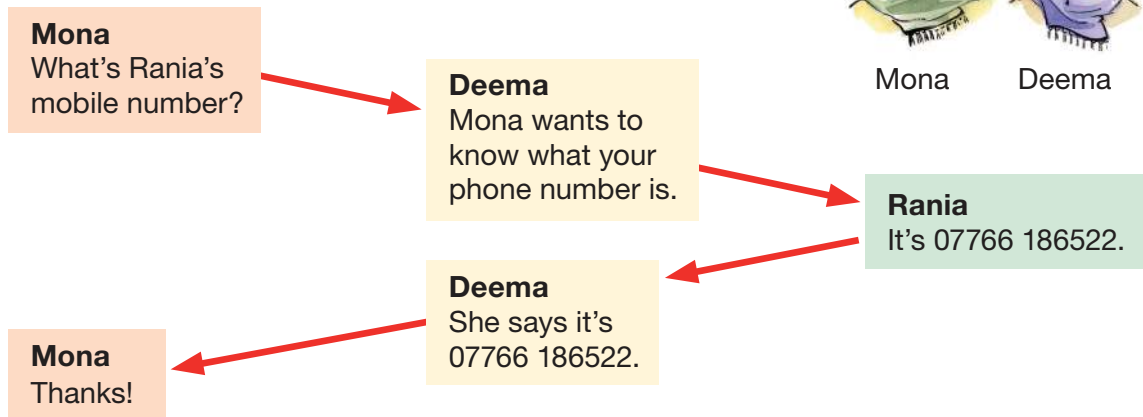 Mona
What's Rania's
mobile number?
Deema
Mona wants to
know what your
phone number is.
Rania
It's 07766 186522.
Deema
She says it's
07766 186522.
Mona
Thanks!
Mona
Deema